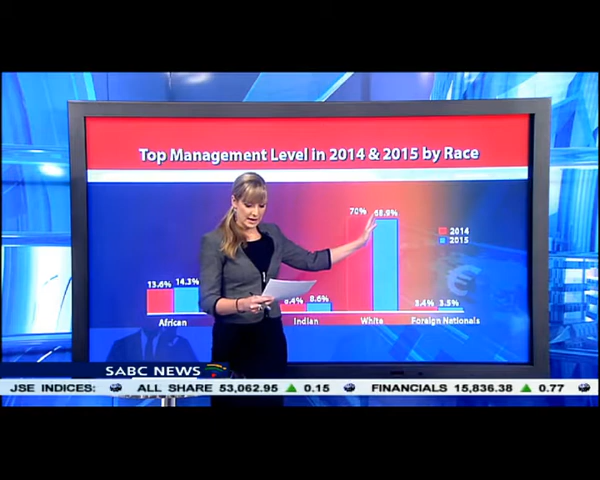 Top Management Level in 2014 & 2015 by Race
70% 68.9%
2014
2015
13.6% 14.3%
8.6%
3.4% 3.5%
African Indian White Foreign Nationals
SABC NEWS
JSE INDICES: ALL SHARE 53,062.95 ▲ 0.15 FINANCIALS 15,836.38 ▲ 0.77